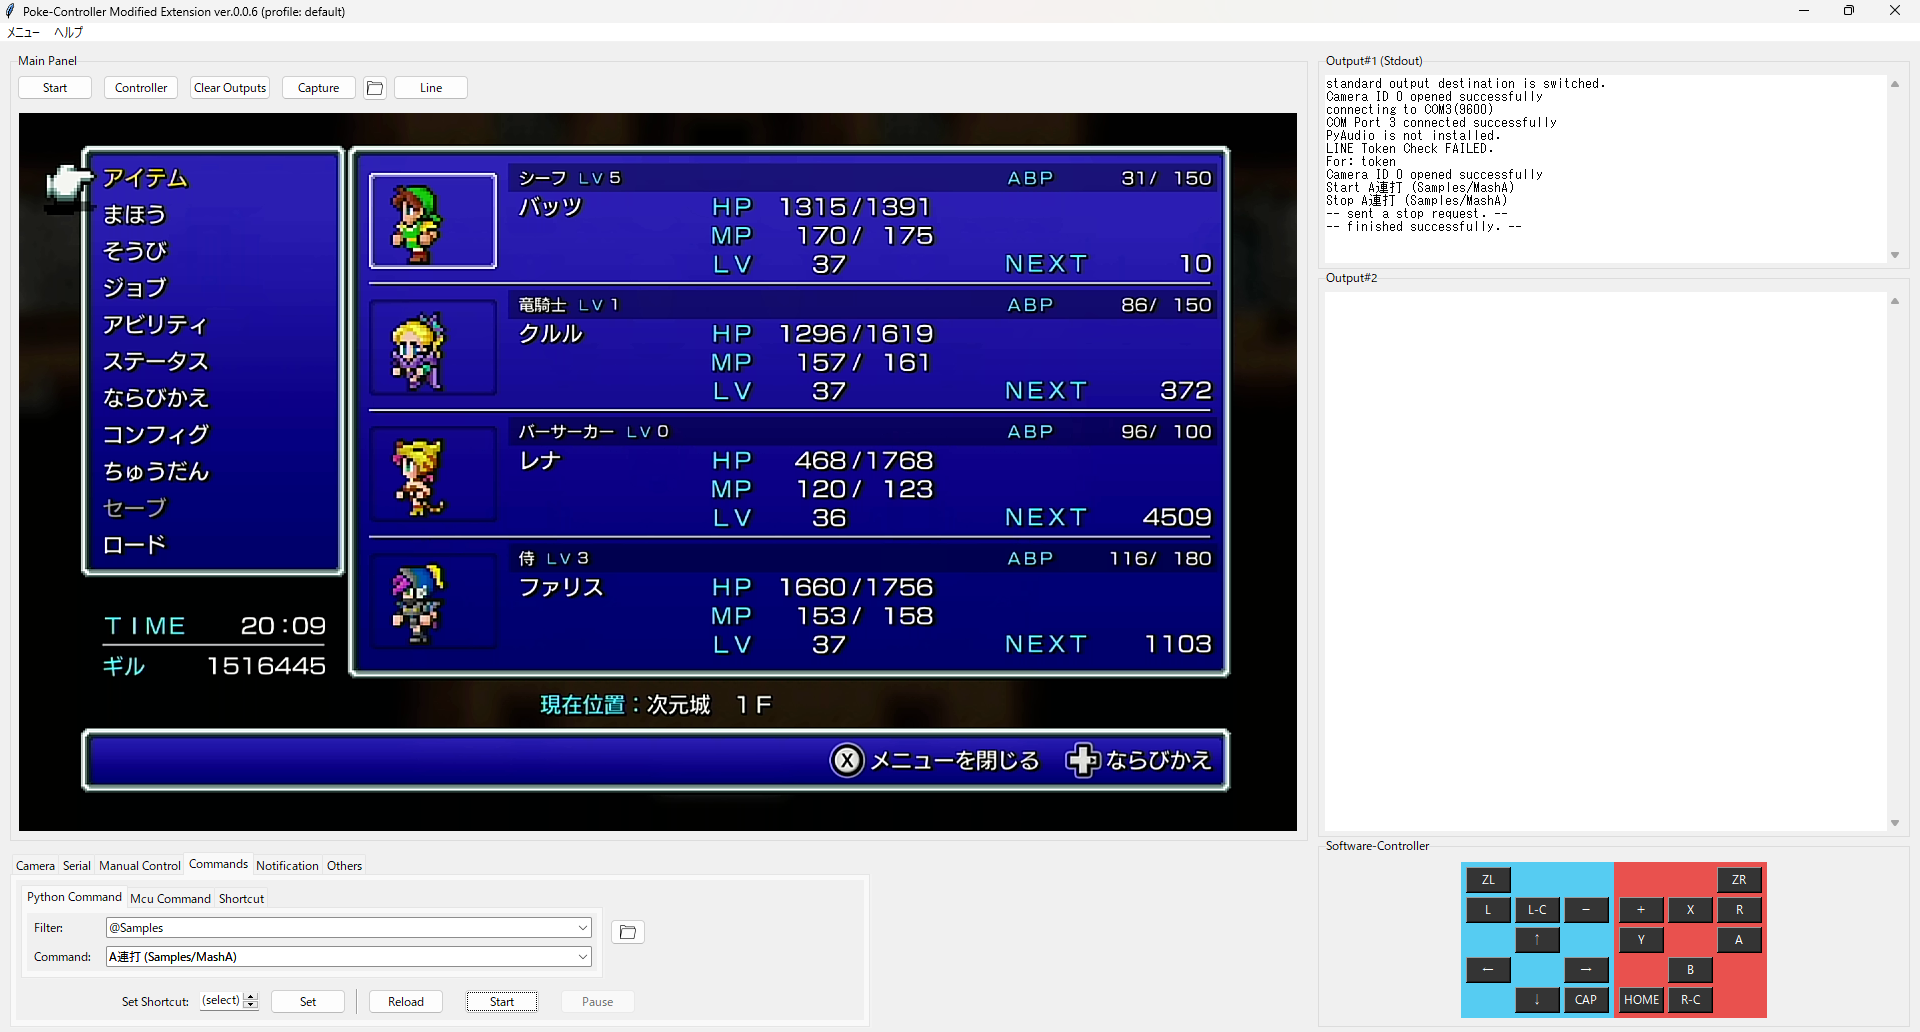 Poke-Controller Modified Extension ver.0.0.6 (profile: default)
メニュー ヘルプ
Main Panel
Start Controller Clear Outputs Capture Line
アイテム
まほう
そうび
ジョブ
アビリティ
ステータス
ならびかえ
コンフィグ
ちゅうだん
セーブ
ロード
TIME 20:09
ギル 1516445
シーフ LV 5 ABP 31/ 150
バッツ HP 1315/1391
MP 170/ 175
LV 37 NEXT 10
竜騎士 LV 1 ABP 86/ 150
クルル HP 1296/1619
MP 157/ 161
LV 37 NEXT 372
バーサーカー LV 0 ABP 96/ 100
レナ HP 468/1768
MP 120/ 123
LV 36 NEXT 4509
侍 LV 3 ABP 116/ 180
ファリス HP 1660/1756
MP 153/ 158
LV 37 NEXT 1103
現在位置：次元城 1F
X メニューを閉じる ならびかえ
Camera Serial Manual Control Commands Notification Others
Python Command Mcu Command Shortcut
Filter: @Samples
Command: A連打 (Samples/MashA)
Set Shortcut: (select) Set Reload Start Pause
Output#1 (Stdout)
standard output destination is switched.
Camera ID 0 opened successfully
connecting to COM3(9600)
COM Port 3 connected successfully
PyAudio is not installed.
LINE Token Check FAILED.
For: token
Camera ID 0 opened successfully
Start A連打 (Samples/MashA)
Stop A連打 (Samples/MashA)
-- sent a stop request. --
-- finished successfully. --
Output#2
Software-Controller
ZL ZR
L L-C − + X R
↑ Y A
← → B
↓ CAP HOME R-C